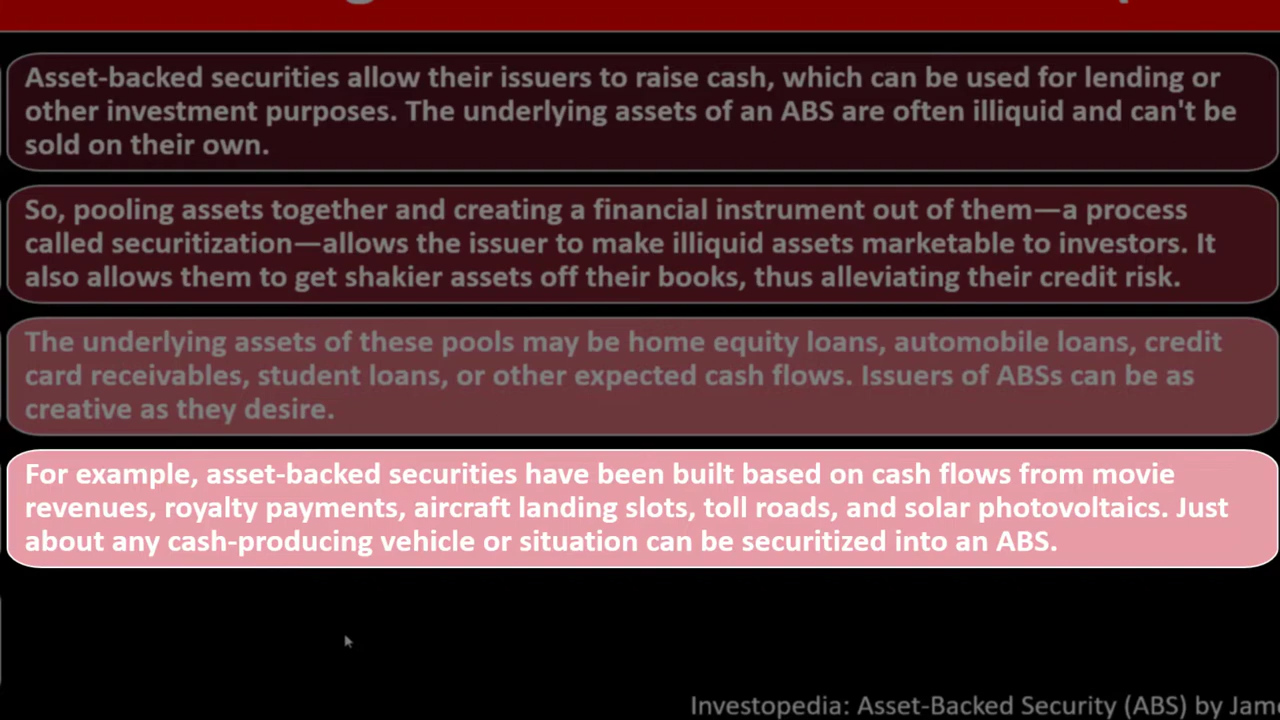 Asset-backed securities allow their issuers to raise cash, which can be used for lending or
other investment purposes. The underlying assets of an ABS are often illiquid and can't be
sold on their own.
So, pooling assets together and creating a financial instrument out of them—a process
called securitization—allows the issuer to make illiquid assets marketable to investors. It
also allows them to get shakier assets off their books, thus alleviating their credit risk.
The underlying assets of these pools may be home equity loans, automobile loans, credit
card receivables, student loans, or other expected cash flows. Issuers of ABSs can be as
creative as they desire.
For example, asset-backed securities have been built based on cash flows from movie
revenues, royalty payments, aircraft landing slots, toll roads, and solar photovoltaics. Just
about any cash-producing vehicle or situation can be securitized into an ABS.
Investopedia: Asset-Backed Security (ABS) by